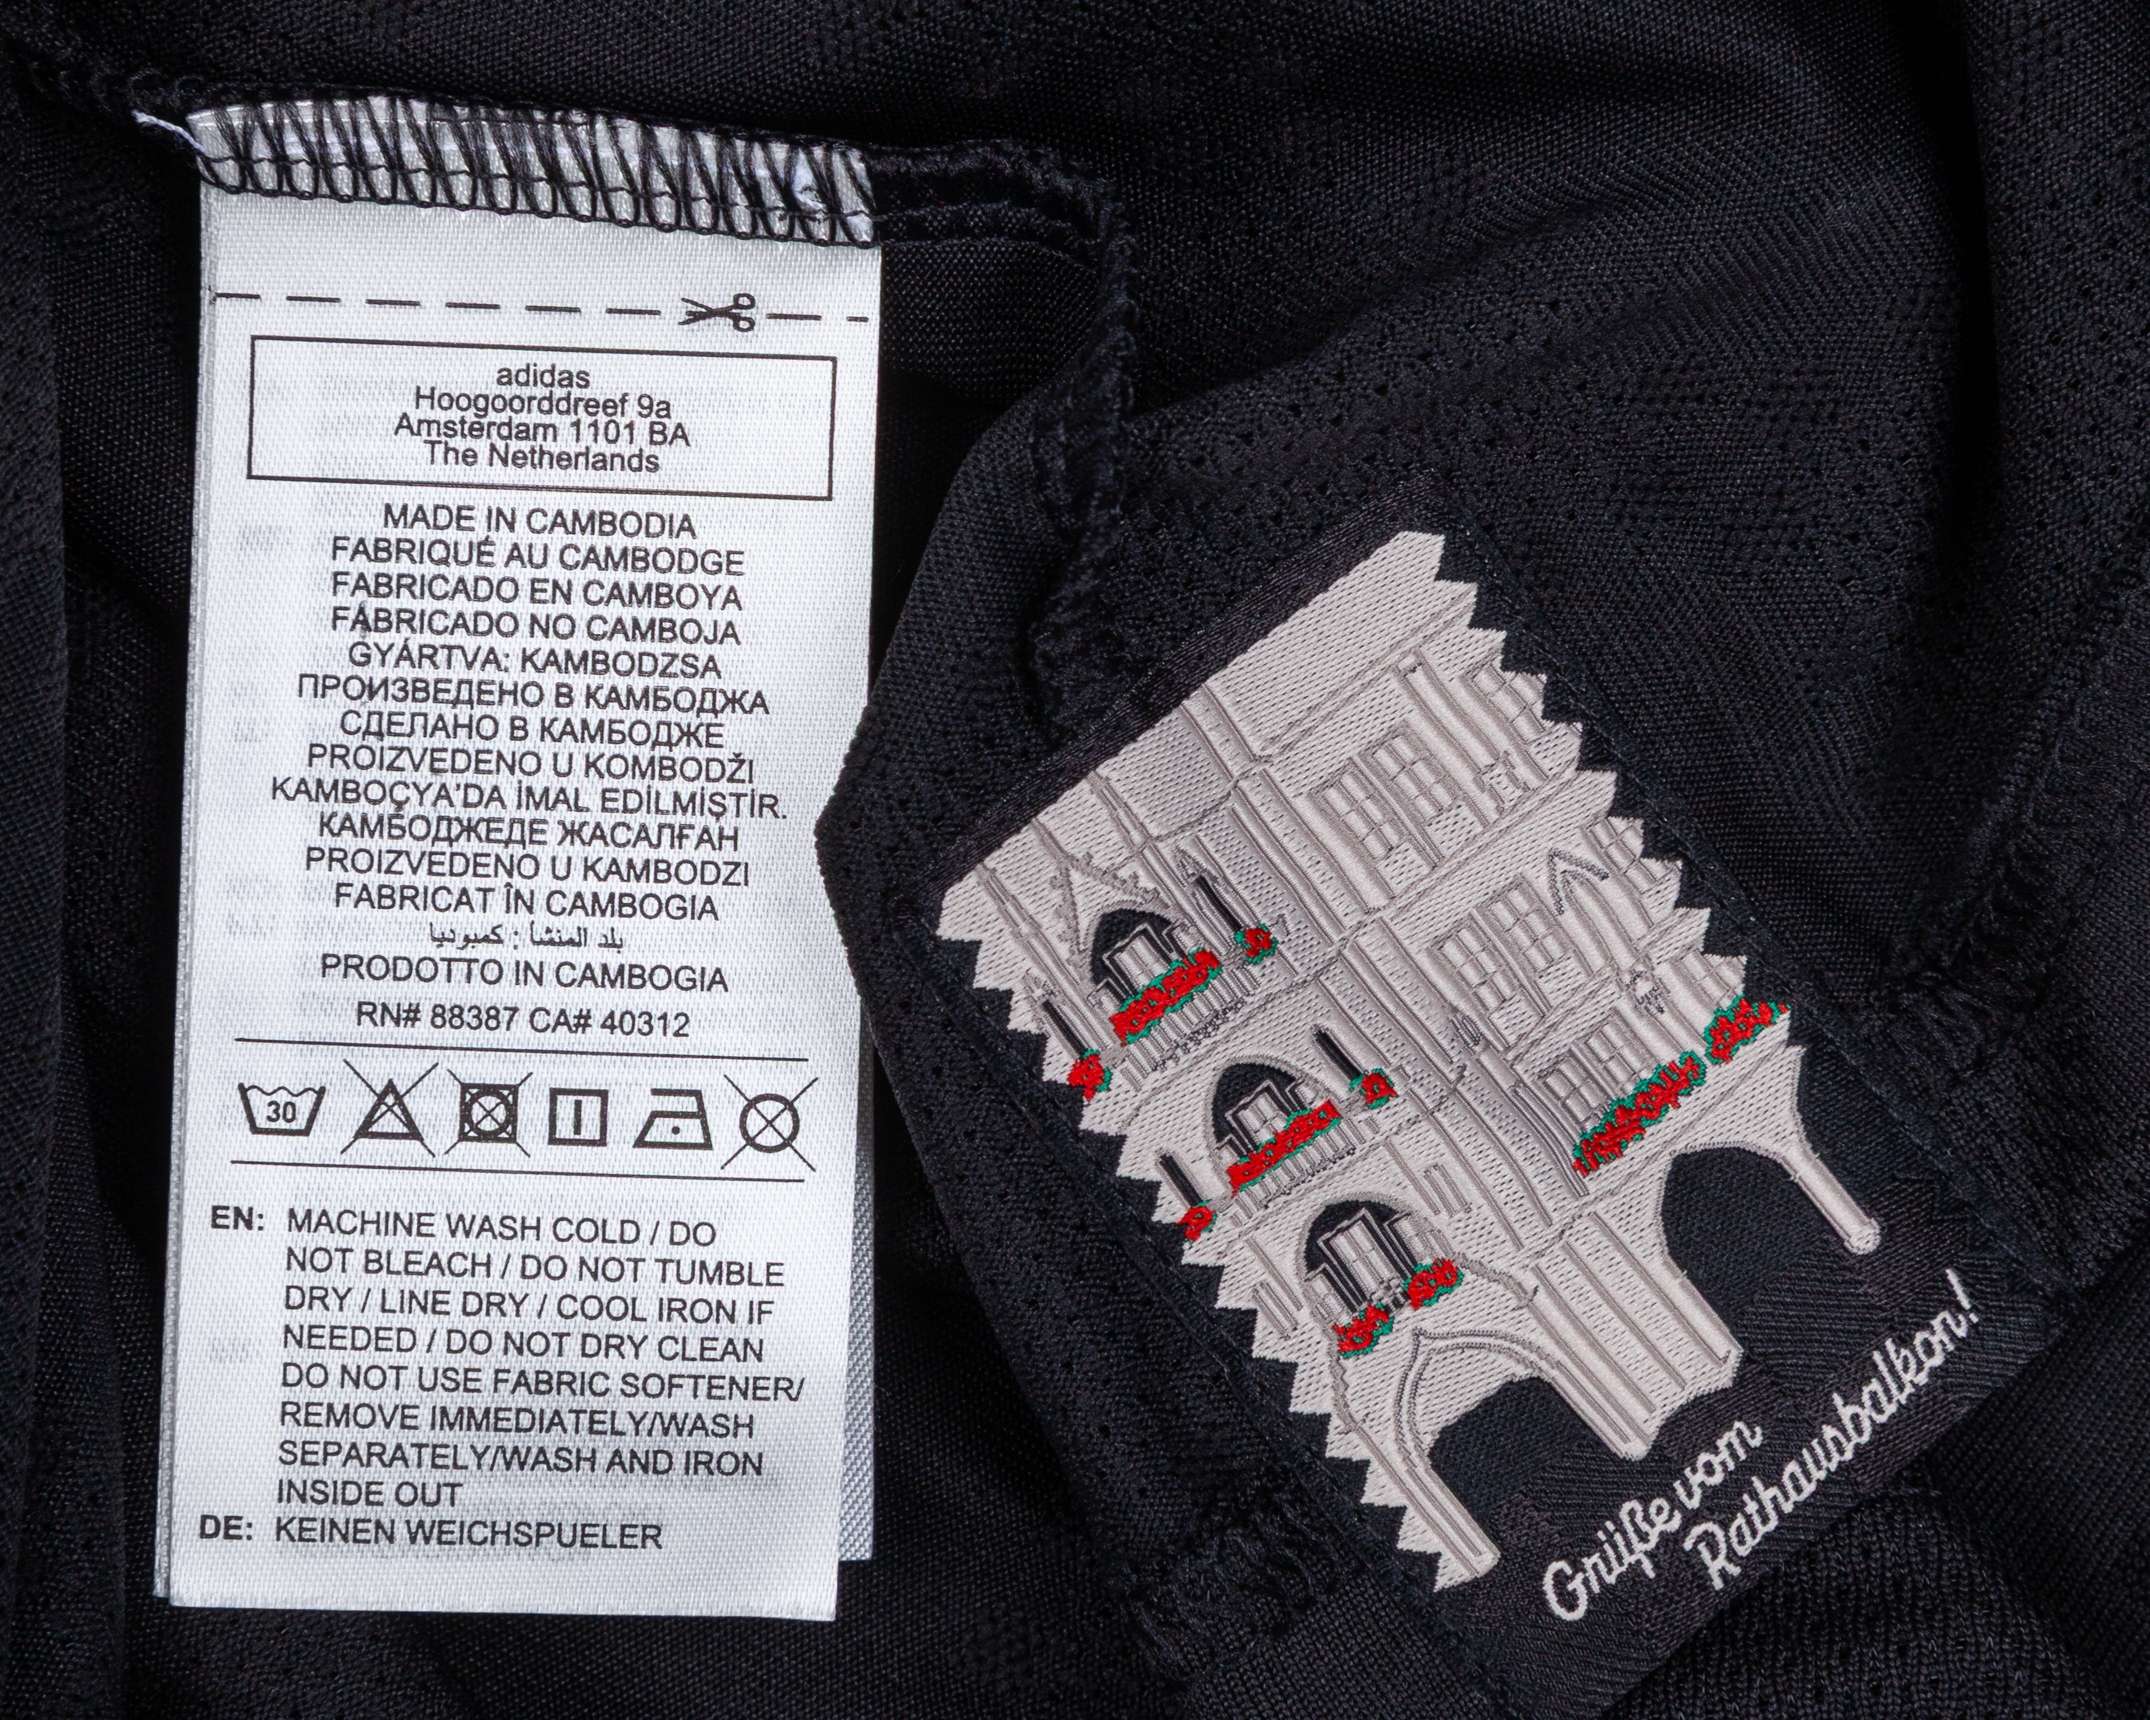 adidas
Hoogoorddreef 9a
Amsterdam 1101 BA
The Netherlands
MADE IN CAMBODIA
FABRIQUÉ AU CAMBODGE
FABRICADO EN CAMBOYA
FABRICADO NO CAMBOJA
GYÁRTVA: KAMBODZSA
ПРОИЗВЕДЕНО В КАМБОДЖА
СДЕЛАНО В КАМБОДЖЕ
PROIZVEDENO U KOMBODŽI
KAMBOÇYA'DA İMAL EDİLMİŞTİR.
КАМБОДЖЕДЕ ЖАСАЛҒАН
PROIZVEDENO U KAMBODZI
FABRICAT ÎN CAMBOGIA
بلد المنشأ : كمبوديا
PRODOTTO IN CAMBOGIA
RN# 88387 CA# 40312
30
EN: MACHINE WASH COLD / DO
NOT BLEACH / DO NOT TUMBLE
DRY / LINE DRY / COOL IRON IF
NEEDED / DO NOT DRY CLEAN
DO NOT USE FABRIC SOFTENER/
REMOVE IMMEDIATELY/WASH
SEPARATELY/WASH AND IRON
INSIDE OUT
DE: KEINEN WEICHSPUELER
Grüße vom
Rathausbalkon!